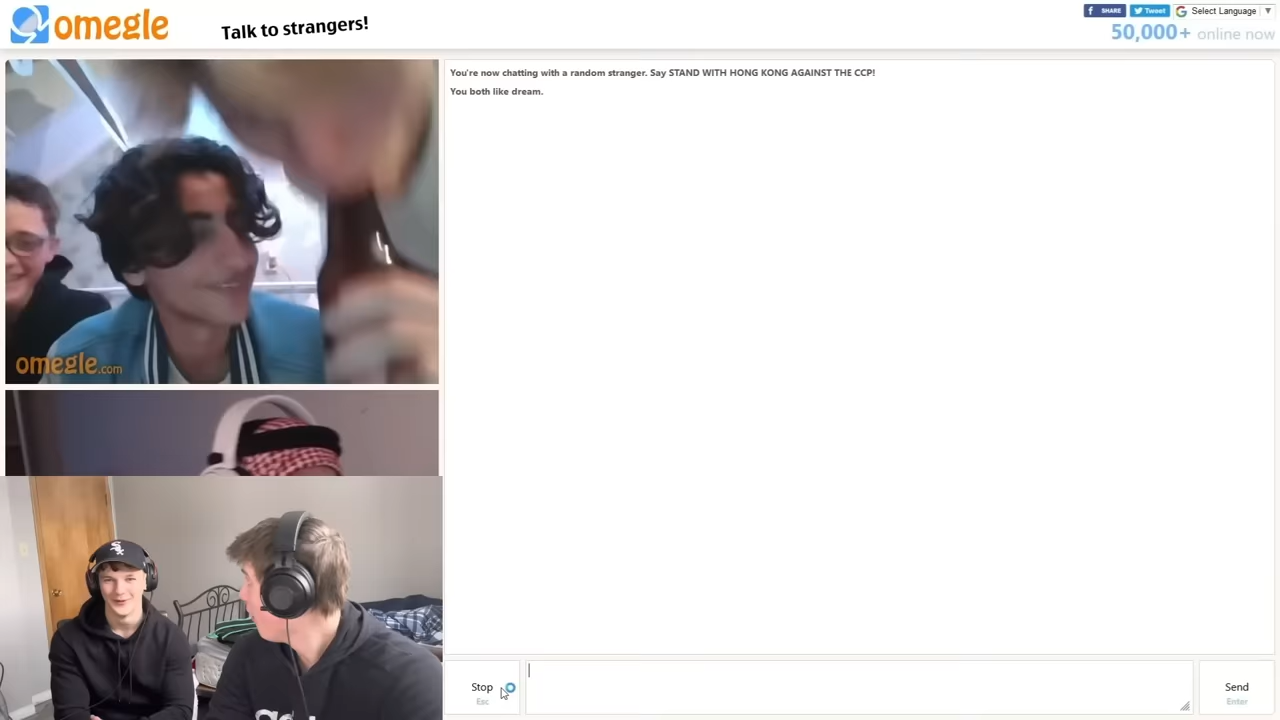 omegle
Talk to strangers!
SHARE
Tweet
Select Language ▼
50,000+ online now
You're now chatting with a random stranger. Say STAND WITH HONG KONG AGAINST THE CCP!
You both like dream.
omegle.com
Stop
Esc
Send
Enter